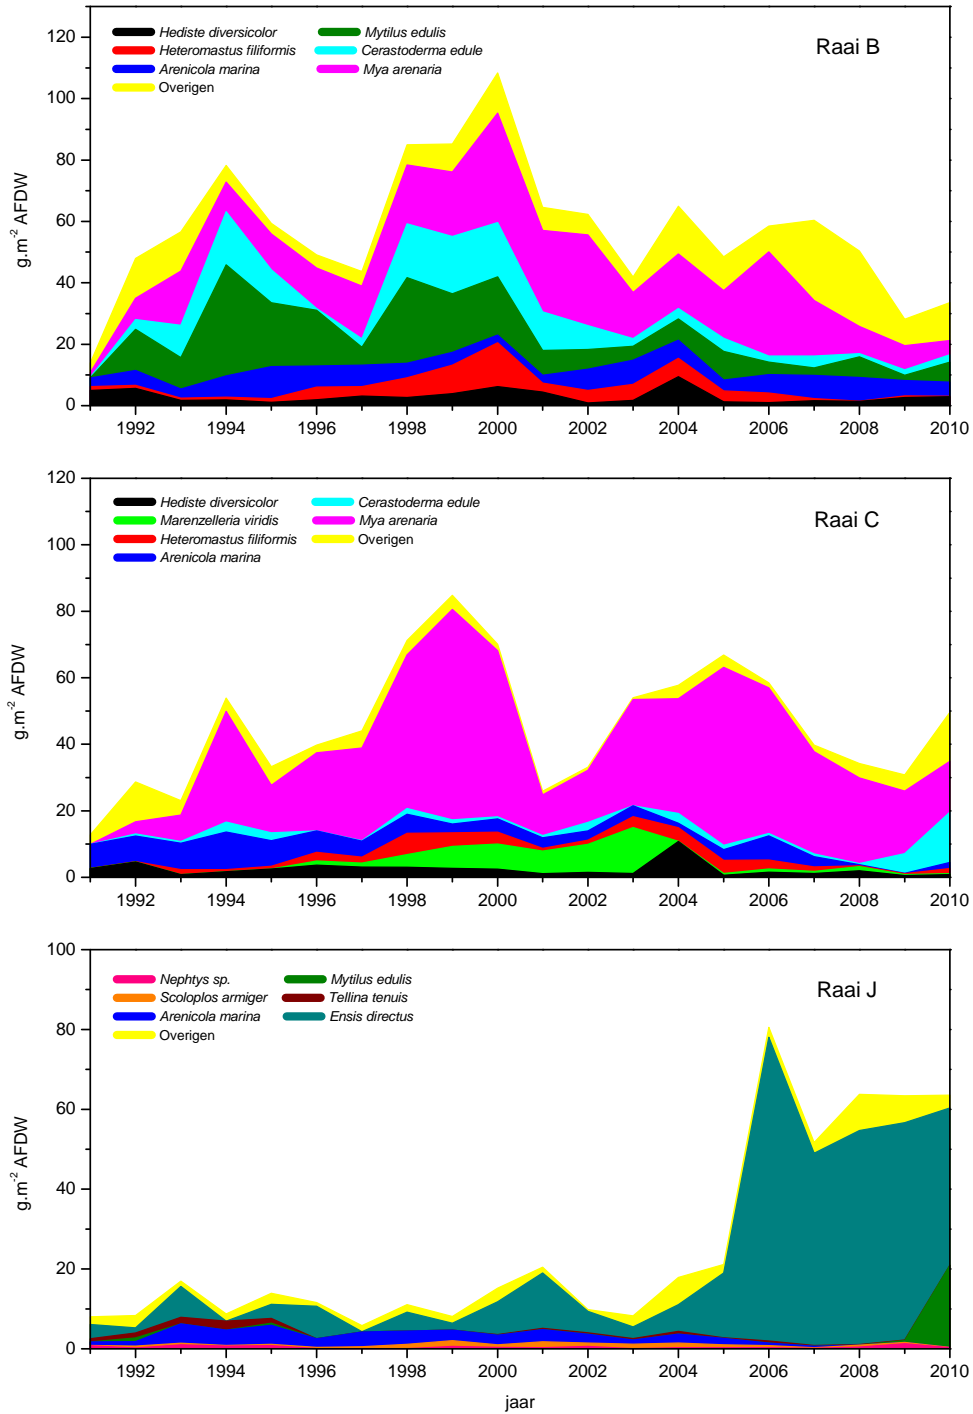 Raai B
Hediste diversicolor
Heteromastus filiformis
Arenicola marina
Overigen
Mytilus edulis
Cerastoderma edule
Mya arenaria
g.m⁻² AFDW
120
100
80
60
40
20
0
1992 1994 1996 1998 2000 2002 2004 2006 2008 2010
Raai C
Hediste diversicolor
Marenzelleria viridis
Heteromastus filiformis
Arenicola marina
Cerastoderma edule
Mya arenaria
Overigen
g.m⁻² AFDW
120
100
80
60
40
20
0
1992 1994 1996 1998 2000 2002 2004 2006 2008 2010
Raai J
Nephtys sp.
Scoloplos armiger
Arenicola marina
Overigen
Mytilus edulis
Tellina tenuis
Ensis directus
g.m⁻² AFDW
100
80
60
40
20
0
1992 1994 1996 1998 2000 2002 2004 2006 2008 2010
jaar